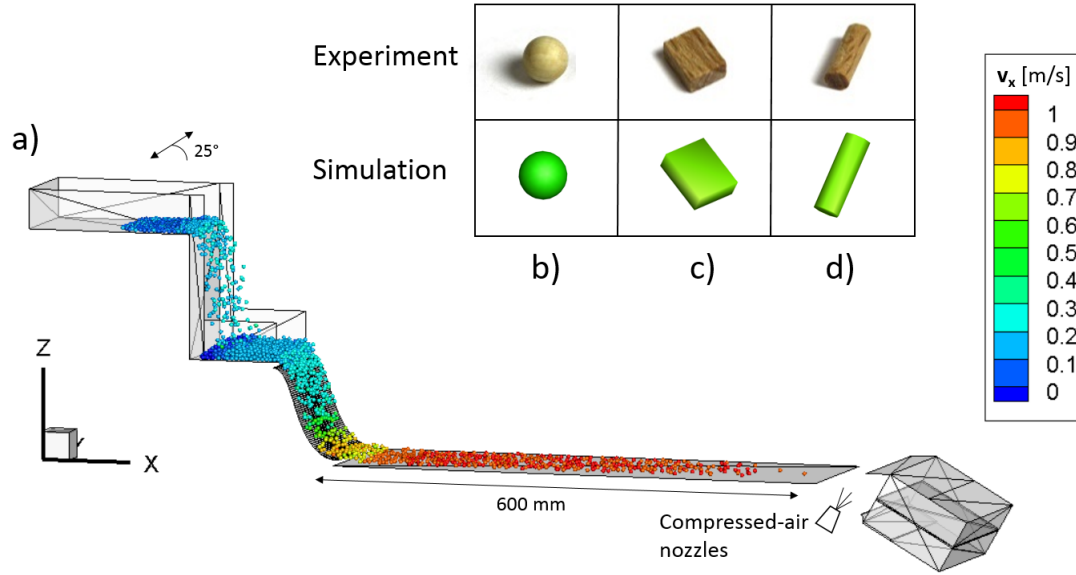 Experiment
Simulation
b)
c)
d)
a)
25°
Z
X
600 mm
Compressed-air
nozzles
vx [m/s]
1
0.9
0.8
0.7
0.6
0.5
0.4
0.3
0.2
0.1
0